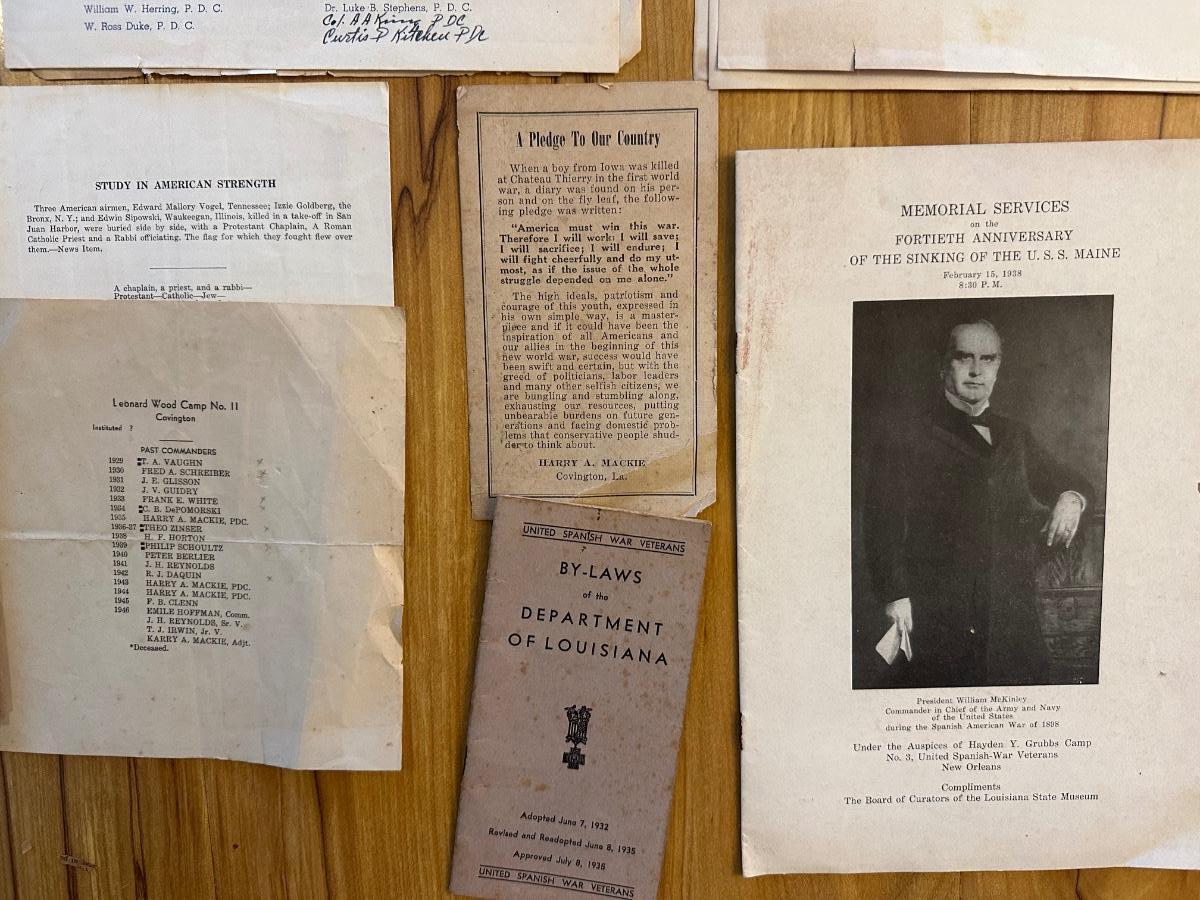 William W. Herring, P. D. C.
W. Ross Duke, P. D. C.
Dr. Luke B. Stephens, P. D. C.
Col. A A King PDC
Curtis P Kitchen PDC
STUDY IN AMERICAN STRENGTH
Three American airmen, Edward Mallory Vogel, Tennessee; Izzie Goldberg, the
Bronx, N. Y.; and Edwin Sipowski, Waukeegan, Illinois, killed in a take-off in San
Juan Harbor, were buried side by side, with a Protestant Chaplain, A Roman
Catholic Priest and a Rabbi officiating. The flag for which they fought flew over
them.—News Item.
A chaplain, a priest, and a rabbi—
Protestant—Catholic—Jew—
Leonard Wood Camp No. 11
Covington
Instituted ?
PAST COMMANDERS
1929 *T. A. VAUGHN
1930 FRED A. SCHREIBER
1931 J. E. GLISSON
1932 J. V. GUIDRY
1933 FRANK E. WHITE
1934 *C. B. DePOMORSKI
1935 HARRY A. MACKIE, PDC.
1936-37 *THEO ZINSER
1938 H. F. HORTON
1939 *PHILIP SCHOULTZ
1940 PETER BERLIER
1941 J. H. REYNOLDS
1942 R. J. DAQUIN
1943 HARRY A. MACKIE, PDC.
1944 HARRY A. MACKIE, PDC.
1945 F. B. CLENN
1946 EMILE HOFFMAN, Comm.
J. H. REYNOLDS, Sr. V.
T. J. IRWIN, Jr. V.
KARRY A. MACKIE, Adjt.
*Deceased.
A Pledge To Our Country
When a boy from Iowa was killed
at Chateau Thierry in the first world
war, a diary was found on his per-
son and on the fly leaf, the follow-
ing pledge was written:
"America must win this war.
Therefore I will work; I will save;
I will sacrifice; I will endure; I
will fight cheerfully and do my ut-
most, as if the issue of the whole
struggle depended on me alone."
The high ideals, patriotism and
courage of this youth, expressed in
his own simple way, is a master-
piece and if it could have been the
inspiration of all Americans and
our allies in the beginning of this
new world war, success would have
been swift and certain, but with the
greed of politicians, labor leaders
and many other selfish citizens, we
are bungling and stumbling along,
exhausting our resources, putting
unbearable burdens on future gen-
erations and facing domestic prob-
lems that conservative people shud-
der to think about.
HARRY A. MACKIE
Covington, La.
UNITED SPANISH WAR VETERANS
BY-LAWS
of the
DEPARTMENT
OF LOUISIANA
Adopted June 7, 1932
Revised and Readopted June 8, 1935
Approved July 8, 1935
UNITED SPANISH WAR VETERANS
MEMORIAL SERVICES
on the
FORTIETH ANNIVERSARY
OF THE SINKING OF THE U. S. S. MAINE
February 15, 1938
8:30 P. M.
President William McKinley
Commander in Chief of the Army and Navy
of the United States
during the Spanish American War of 1898
Under the Auspices of Hayden Y. Grubbs Camp
No. 3, United Spanish-War Veterans
New Orleans
Compliments
The Board of Curators of the Louisiana State Museum